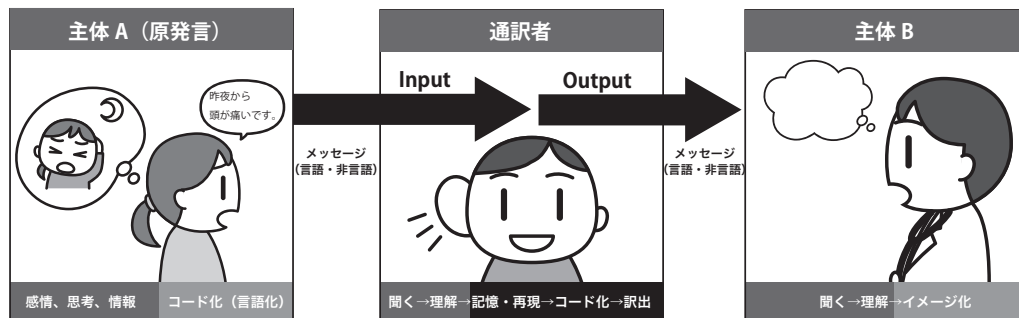 主体 A（原発言）
昨夜から
頭が痛いです。
感情、思考、情報
コード化（言語化）
メッセージ
（言語・非言語）
通訳者
Input
Output
聞く→理解→記憶・再現→コード化→訳出
メッセージ
（言語・非言語）
主体 B
聞く→理解→イメージ化